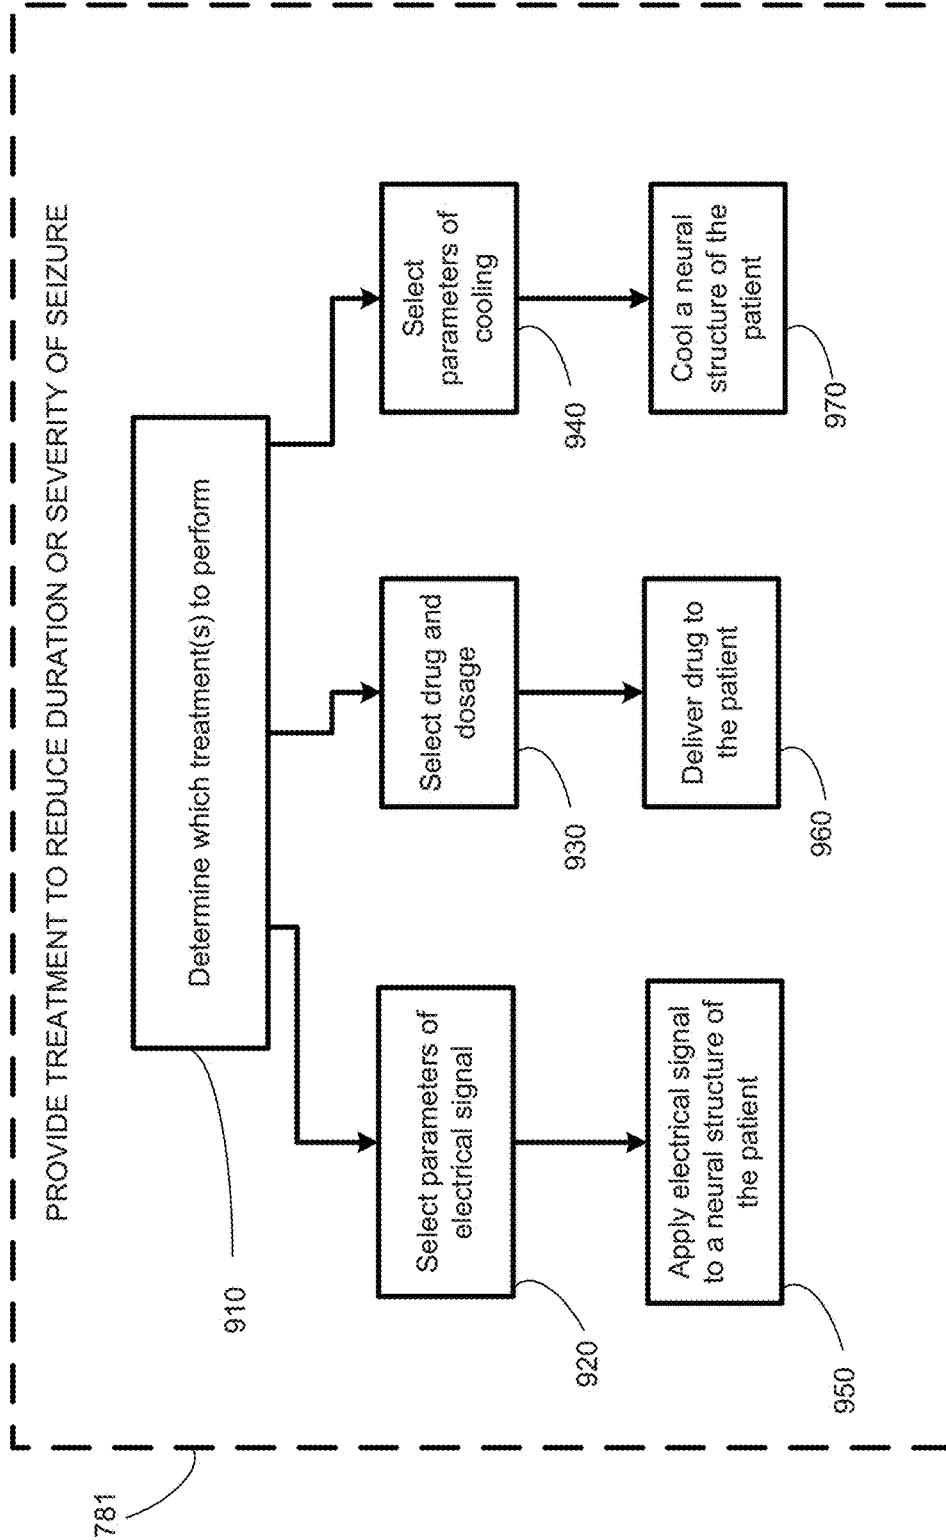 781
PROVIDE TREATMENT TO REDUCE DURATION OR SEVERITY OF SEIZURE
910
Determine which treatment(s) to perform
Select parameters of
electrical signal
920
Select drug and
dosage
930
Select
parameters of
cooling
940
Apply electrical signal
to a neural structure of
the patient
950
Deliver drug to
the patient
960
Cool a neural
structure of the
patient
970